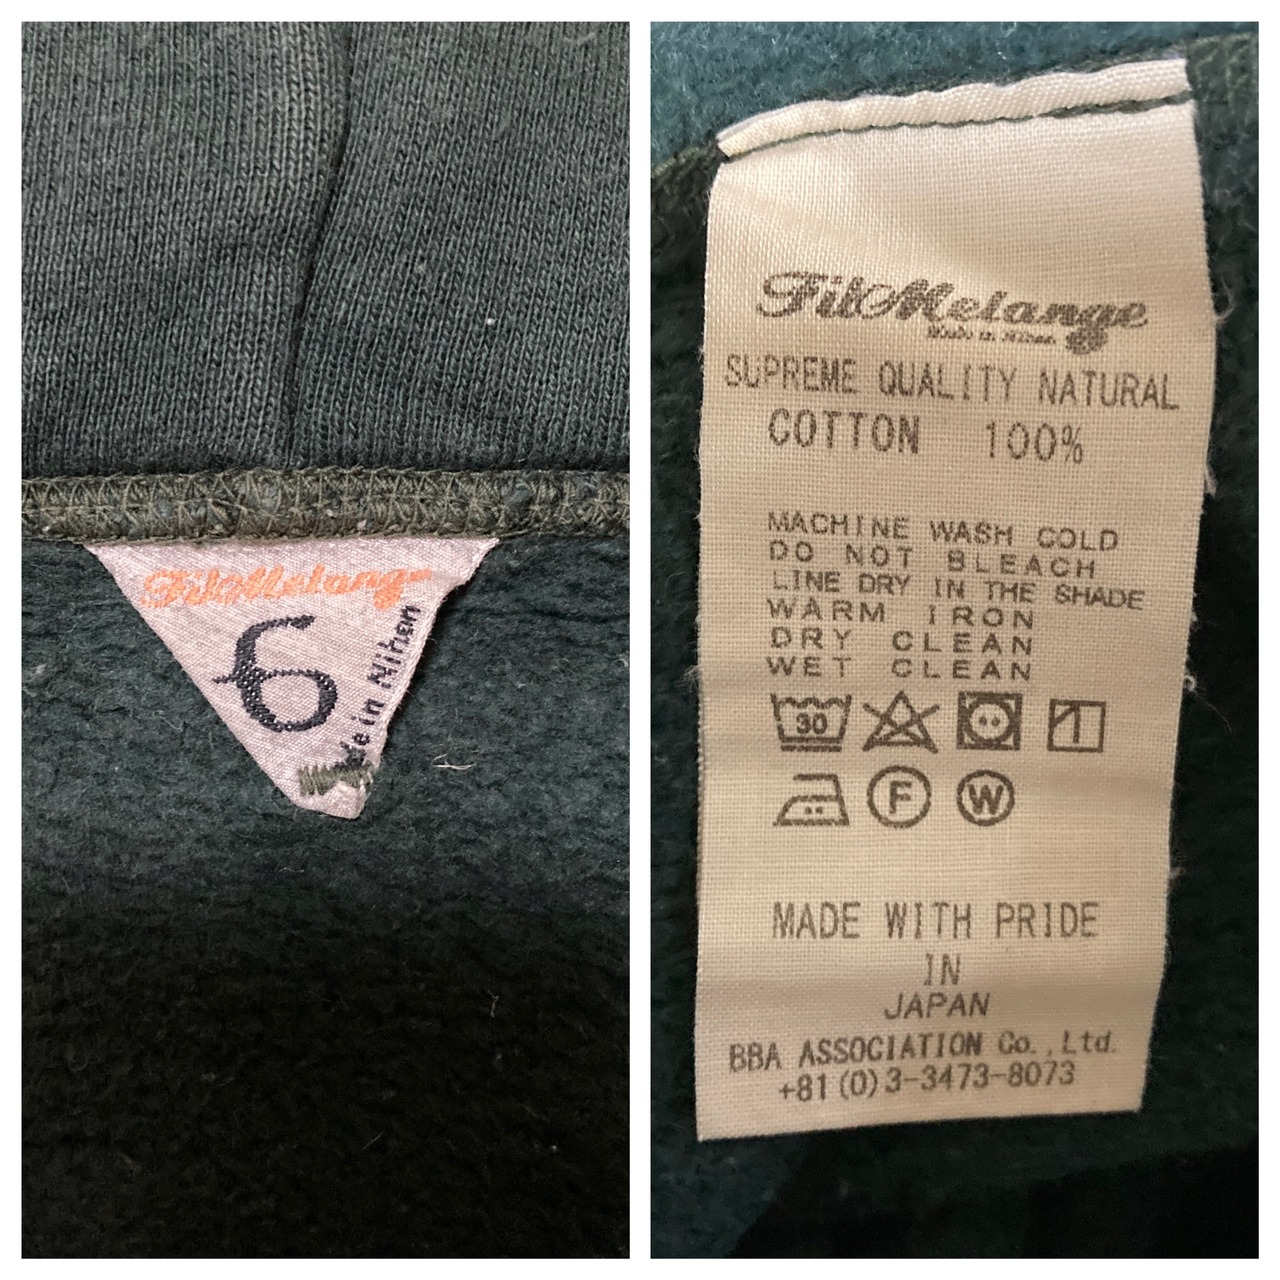 FilMelange
6
Made in Nihon
FilMelange
Made in Nihon
SUPREME QUALITY NATURAL
COTTON 100%
MACHINE WASH COLD
DO NOT BLEACH
LINE DRY IN THE SHADE
WARM IRON
DRY CLEAN
WET CLEAN
30
F W
MADE WITH PRIDE
IN
JAPAN
BBA ASSOCIATION Co.,Ltd.
+81(0)3-3473-8073